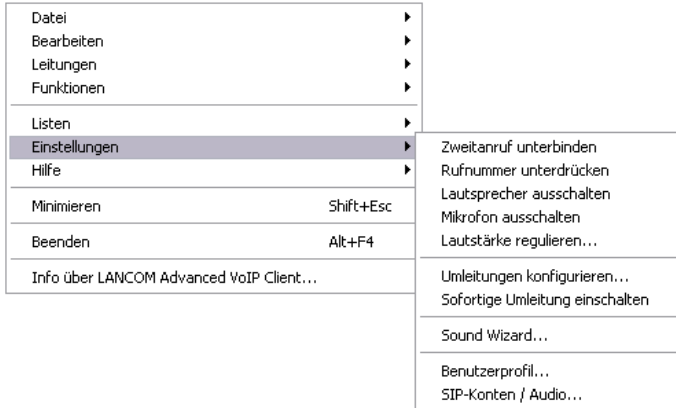 Datei
Bearbeiten
Leitungen
Funktionen
Listen
Einstellungen
Hilfe
Minimieren Shift+Esc
Beenden Alt+F4
Info über LANCOM Advanced VoIP Client...
Zweitanruf unterbinden
Rufnummer unterdrücken
Lautsprecher ausschalten
Mikrofon ausschalten
Lautstärke regulieren...
Umleitungen konfigurieren...
Sofortige Umleitung einschalten
Sound Wizard...
Benutzerprofil...
SIP-Konten / Audio...